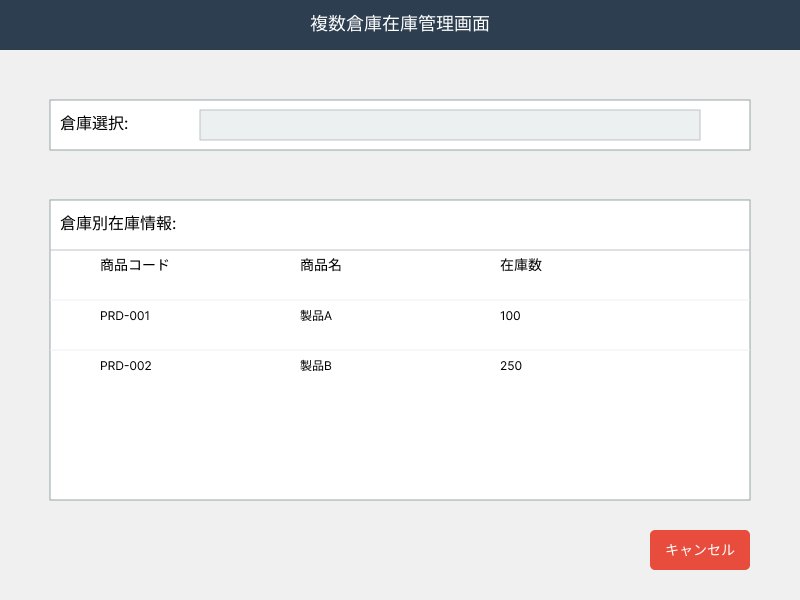 複数倉庫在庫管理画面
倉庫選択:
倉庫別在庫情報:
商品コード 商品名 在庫数
PRD-001 製品A 100
PRD-002 製品B 250
キャンセル